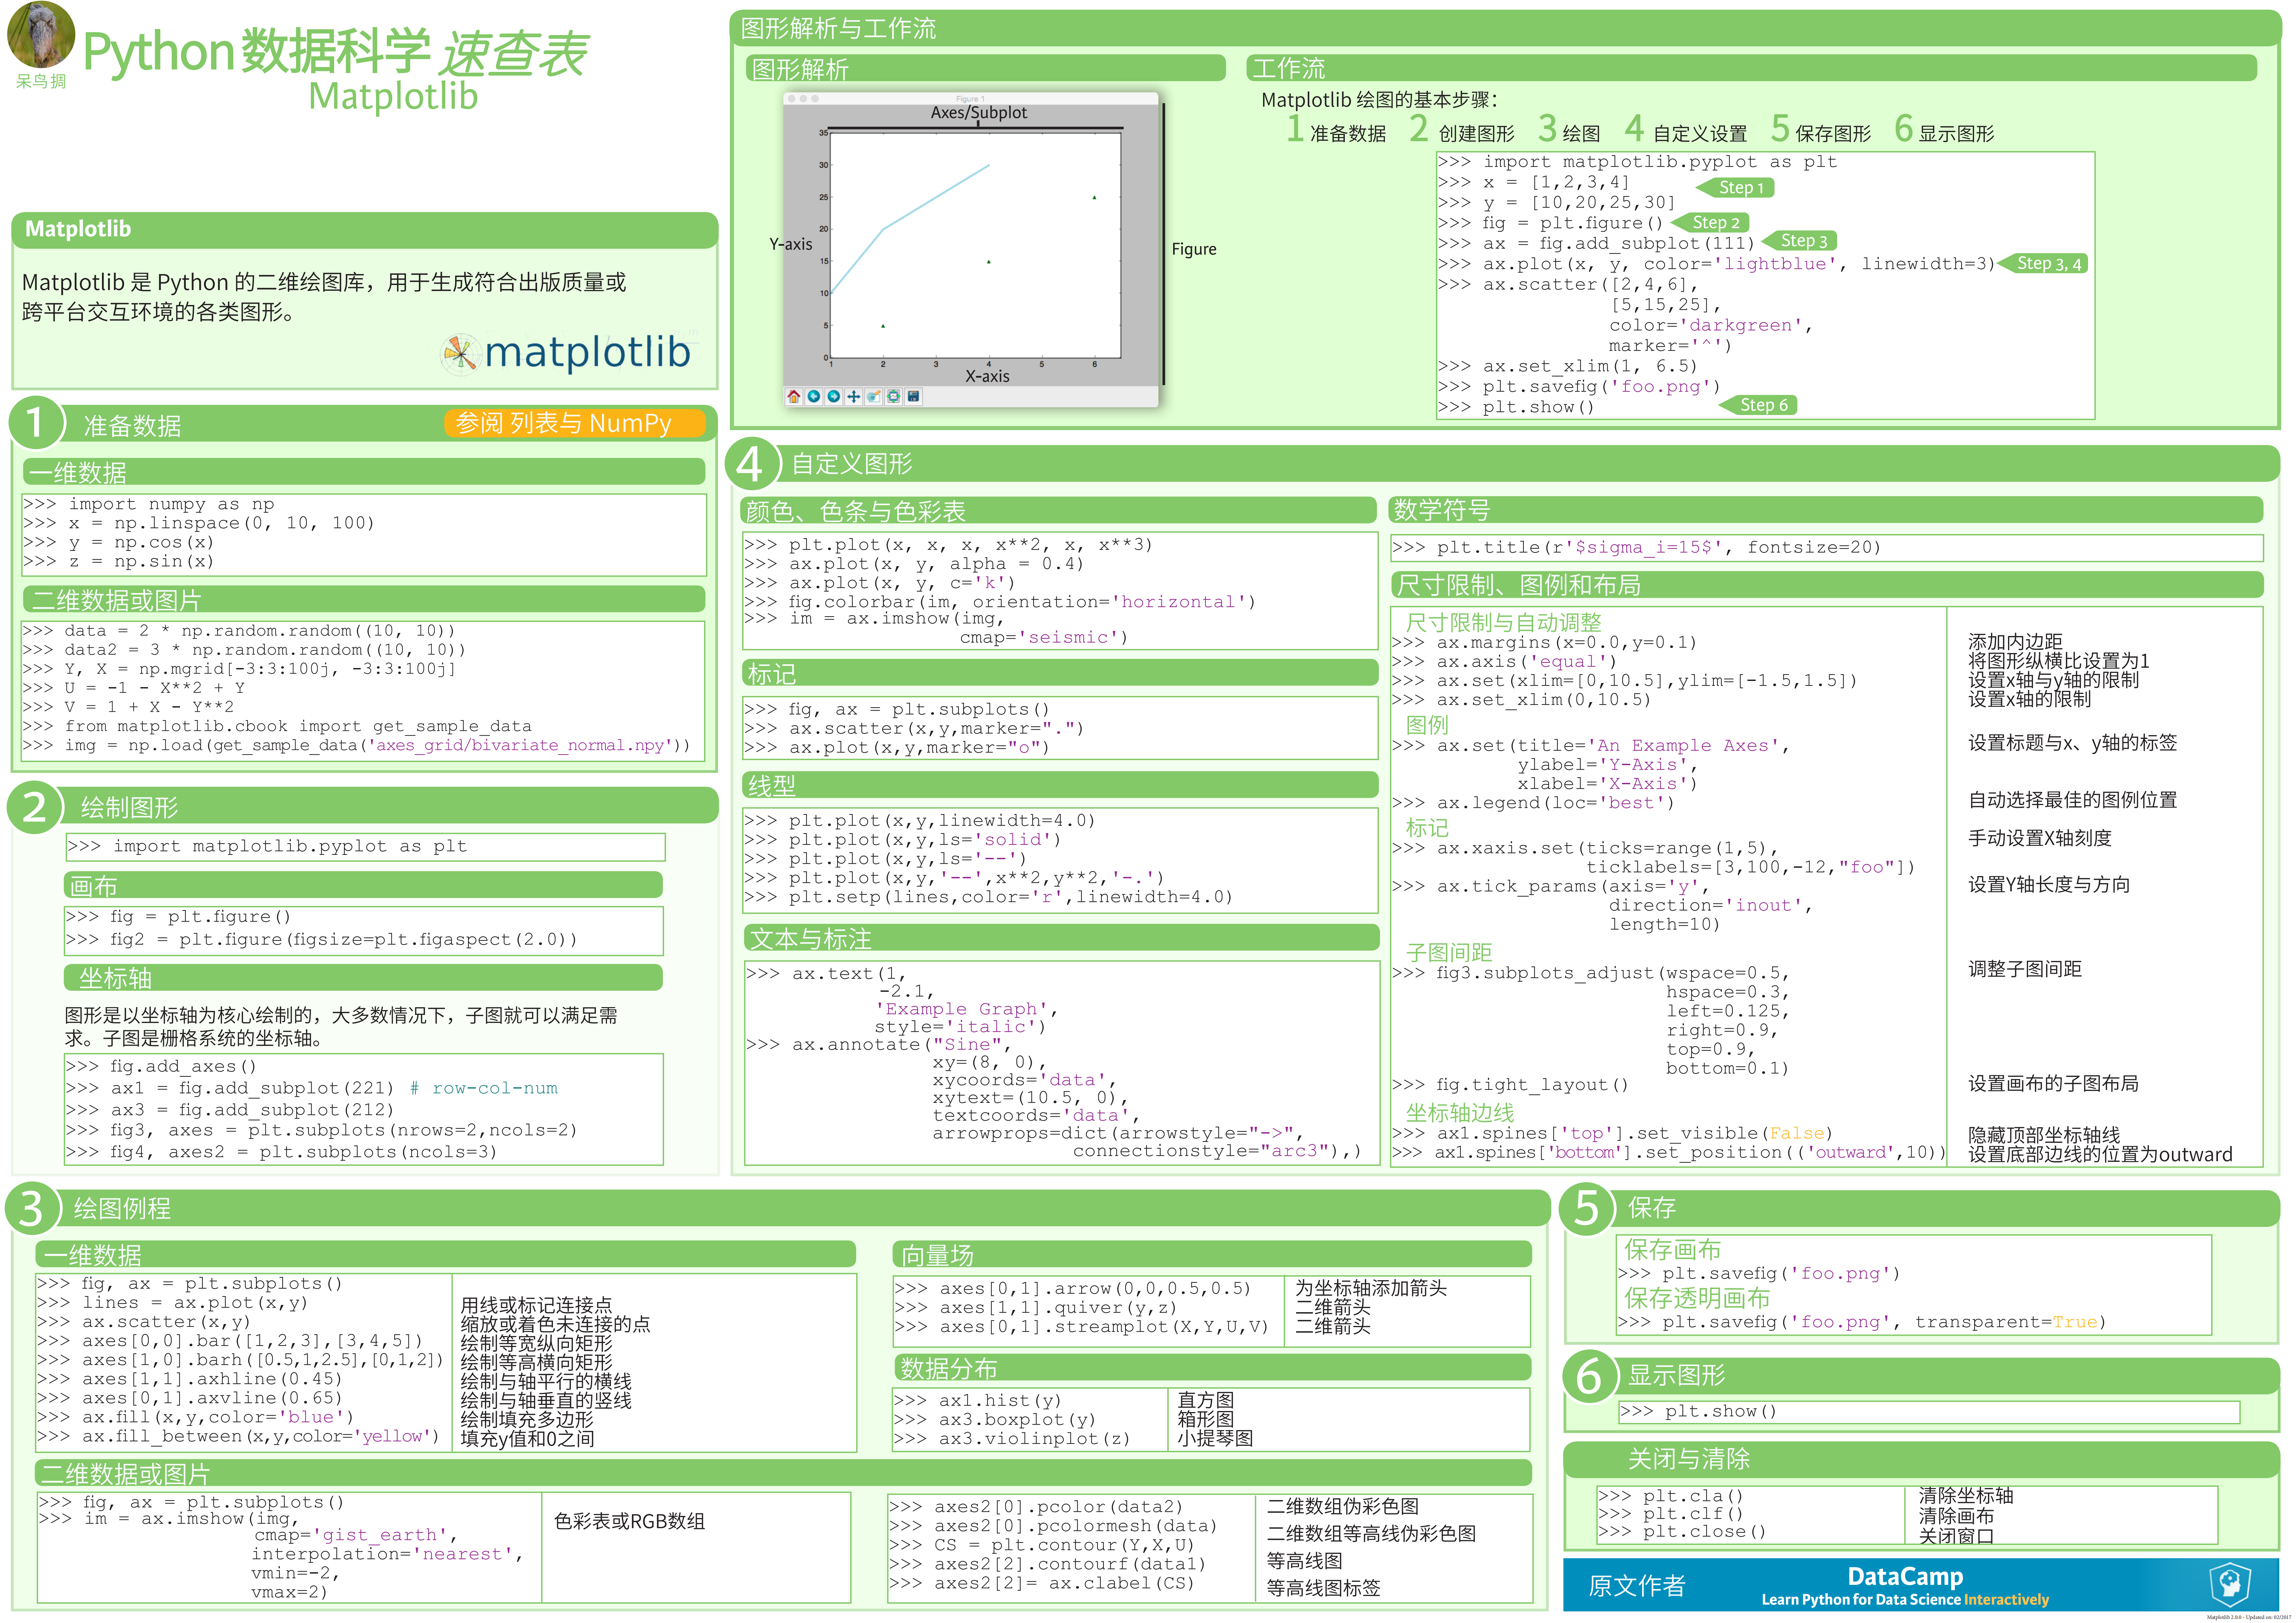 Python 数据科学 速查表
呆鸟 搁
Matplotlib
Matplotlib
Matplotlib 是 Python 的二维绘图库，用于生成符合出版质量或
跨平台交互环境的各类图形。
matplotlib
1 准备数据 参阅 列表与 NumPy
一维数据
>>> import numpy as np
>>> x = np.linspace(0, 10, 100)
>>> y = np.cos(x)
>>> z = np.sin(x)
二维数据或图片
>>> data = 2 * np.random.random((10, 10))
>>> data2 = 3 * np.random.random((10, 10))
>>> Y, X = np.mgrid[-3:3:100j, -3:3:100j]
>>> U = -1 - X**2 + Y
>>> V = 1 + X - Y**2
>>> from matplotlib.cbook import get_sample_data
>>> img = np.load(get_sample_data('axes_grid/bivariate_normal.npy'))
2 绘制图形
>>> import matplotlib.pyplot as plt
画布
>>> fig = plt.figure()
>>> fig2 = plt.figure(figsize=plt.figaspect(2.0))
坐标轴
图形是以坐标轴为核心绘制的，大多数情况下，子图就可以满足需
求。子图是栅格系统的坐标轴。
>>> fig.add_axes()
>>> ax1 = fig.add_subplot(221) # row-col-num
>>> ax3 = fig.add_subplot(212)
>>> fig3, axes = plt.subplots(nrows=2,ncols=2)
>>> fig4, axes2 = plt.subplots(ncols=3)
图形解析与工作流
图形解析
Figure 1
Axes/Subplot
35
30
25
20
15
10
5
0
Y-axis
Figure
1 2 3 4 5 6
X-axis
工作流
Matplotlib 绘图的基本步骤：
1 准备数据 2 创建图形 3 绘图 4 自定义设置 5 保存图形 6 显示图形
>>> import matplotlib.pyplot as plt
>>> x = [1,2,3,4]
Step 1
>>> y = [10,20,25,30]
>>> fig = plt.figure() Step 2
>>> ax = fig.add_subplot(111) Step 3
>>> ax.plot(x, y, color='lightblue', linewidth=3) Step 3, 4
>>> ax.scatter([2,4,6],
[5,15,25],
color='darkgreen',
marker='^')
>>> ax.set_xlim(1, 6.5)
>>> plt.savefig('foo.png')
>>> plt.show() Step 6
4 自定义图形
颜色、色条与色彩表
>>> plt.plot(x, x, x, x**2, x, x**3)
>>> ax.plot(x, y, alpha = 0.4)
>>> ax.plot(x, y, c='k')
>>> fig.colorbar(im, orientation='horizontal')
>>> im = ax.imshow(img,
cmap='seismic')
标记
>>> fig, ax = plt.subplots()
>>> ax.scatter(x,y,marker=".")
>>> ax.plot(x,y,marker="o")
线型
>>> plt.plot(x,y,linewidth=4.0)
>>> plt.plot(x,y,ls='solid')
>>> plt.plot(x,y,ls='--')
>>> plt.plot(x,y,'--',x**2,y**2,'-.')
>>> plt.setp(lines,color='r',linewidth=4.0)
文本与标注
>>> ax.text(1,
-2.1,
'Example Graph',
style='italic')
>>> ax.annotate("Sine",
xy=(8, 0),
xycoords='data',
xytext=(10.5, 0),
textcoords='data',
arrowprops=dict(arrowstyle="->",
connectionstyle="arc3"),)
数学符号
>>> plt.title(r'$sigma_i=15$', fontsize=20)
尺寸限制、图例和布局
尺寸限制与自动调整
>>> ax.margins(x=0.0,y=0.1) 添加内边距
>>> ax.axis('equal') 将图形纵横比设置为1
>>> ax.set(xlim=[0,10.5],ylim=[-1.5,1.5]) 设置x轴与y轴的限制
>>> ax.set_xlim(0,10.5) 设置x轴的限制
图例
>>> ax.set(title='An Example Axes', 设置标题与x、y轴的标签
ylabel='Y-Axis',
xlabel='X-Axis')
>>> ax.legend(loc='best') 自动选择最佳的图例位置
标记
>>> ax.xaxis.set(ticks=range(1,5), 手动设置X轴刻度
ticklabels=[3,100,-12,"foo"])
>>> ax.tick_params(axis='y', 设置Y轴长度与方向
direction='inout',
length=10)
子图间距
>>> fig3.subplots_adjust(wspace=0.5, 调整子图间距
hspace=0.3,
left=0.125,
right=0.9,
top=0.9,
bottom=0.1)
>>> fig.tight_layout() 设置画布的子图布局
坐标轴边线
>>> ax1.spines['top'].set_visible(False) 隐藏顶部坐标轴线
>>> ax1.spines['bottom'].set_position(('outward',10)) 设置底部边线的位置为outward
3 绘图例程
一维数据
>>> fig, ax = plt.subplots()
>>> lines = ax.plot(x,y) 用线或标记连接点
>>> ax.scatter(x,y) 缩放或着色未连接的点
>>> axes[0,0].bar([1,2,3],[3,4,5]) 绘制等宽纵向矩形
>>> axes[1,0].barh([0.5,1,2.5],[0,1,2]) 绘制等高横向矩形
>>> axes[1,1].axhline(0.45) 绘制与轴平行的横线
>>> axes[0,1].axvline(0.65) 绘制与轴垂直的竖线
>>> ax.fill(x,y,color='blue') 绘制填充多边形
>>> ax.fill_between(x,y,color='yellow') 填充y值和0之间
向量场
>>> axes[0,1].arrow(0,0,0.5,0.5) 为坐标轴添加箭头
>>> axes[1,1].quiver(y,z) 二维箭头
>>> axes[0,1].streamplot(X,Y,U,V) 二维箭头
数据分布
>>> ax1.hist(y) 直方图
>>> ax3.boxplot(y) 箱形图
>>> ax3.violinplot(z) 小提琴图
二维数据或图片
>>> fig, ax = plt.subplots()
>>> im = ax.imshow(img, 色彩表或RGB数组
cmap='gist_earth',
interpolation='nearest',
vmin=-2,
vmax=2)
>>> axes2[0].pcolor(data2) 二维数组伪彩色图
>>> axes2[0].pcolormesh(data) 二维数组等高线伪彩色图
>>> CS = plt.contour(Y,X,U) 等高线图
>>> axes2[2].contourf(data1)
>>> axes2[2]= ax.clabel(CS) 等高线图标签
5 保存
保存画布
>>> plt.savefig('foo.png')
保存透明画布
>>> plt.savefig('foo.png', transparent=True)
6 显示图形
>>> plt.show()
关闭与清除
>>> plt.cla() 清除坐标轴
>>> plt.clf() 清除画布
>>> plt.close() 关闭窗口
原文作者 DataCamp
Learn Python for Data Science Interactively
Matplotlib 2.0.0 - Updated on: 02/2017